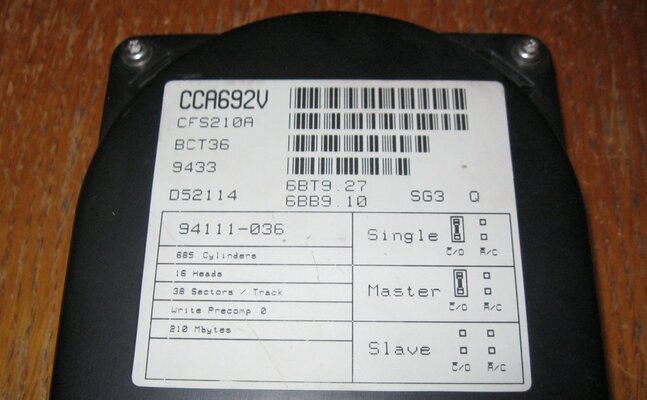 CCA692V
CFS210A
BCT36
9433
D52114 6BT9.27 SG3 Q
6BB9.10
94111-036
685 Cylinders
16 Heads
38 Sectors / Track
Write Precomp 0
210 Mbytes
Single
C/D A/C
Master
C/D A/C
Slave
C/D A/C